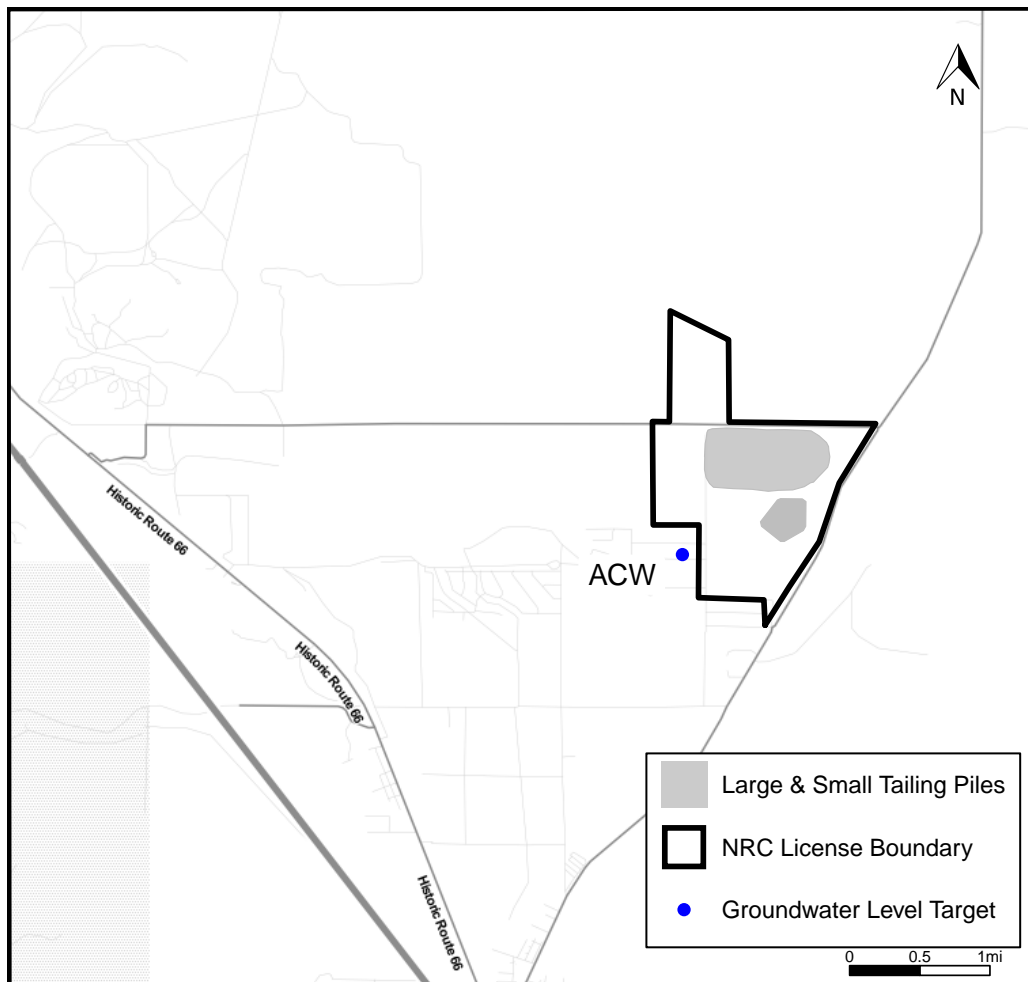 N
Historic Route 66
ACW
Historic Route 66
Large & Small Tailing Piles
NRC License Boundary
Historic Route 66
Groundwater Level Target
0 0.5 1mi